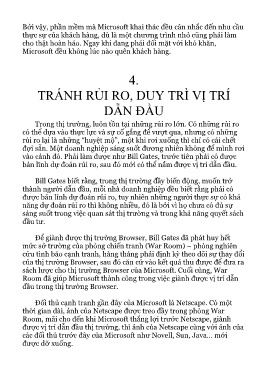 Bởi vậy, phần mềm mà Microsoft khai thác đều cân nhắc đến nhu cầu
thực sự của khách hàng, dù là một chương trình nhỏ cũng phải làm
cho thật hoàn hảo. Ngay khi đang phải đối mặt với khó khăn,
Microsoft đều không lúc nào quên khách hàng.
4.
TRÁNH RỦI RO, DUY TRÌ VỊ TRÍ
DẪN ĐẦU
Trong thị trường, luôn tồn tại những rủi ro lớn. Có những rủi ro
có thể dựa vào thực lực và sự cố gắng để vượt qua, nhưng có những
rủi ro lại là những "huyệt mộ", một khi rơi xuống thì chỉ có cái chết
đợi sẵn. Một doanh nghiệp sáng suốt đương nhiên không để mình rơi
vào cảnh đó. Phải làm được như Bill Gates, trước tiên phải có được
bản lĩnh dự đoán rủi ro, sau đó mới có thể nắm được vị trí dẫn đầu.
Bill Gates biết rằng, trong thị trường đầy biến động, muốn trở
thành người dẫn đầu, mỗi nhà doanh nghiệp đều biết rằng phải có
được bản lĩnh dự đoán rủi ro, tuy nhiên những người thực sự có khả
năng dự đoán rủi ro thì không nhiều, đó là bởi vì họ chưa có đủ sự
sáng suốt trong việc quan sát thị trường và trong khả năng quyết sách
đầu tư.
Để giành được thị trường Browser, Bill Gates đã phát huy hết
mức sở trường của phòng chiến tranh (War Room) – phòng nghiên
cứu tình báo cạnh tranh, hàng tháng phải định kỳ theo dõi sự thay đổi
của thị trường Browser, sau đó căn cứ vào kết quả thu được để đưa ra
sách lược cho thị trường Browser của Microsoft. Cuối cùng, War
Room đã giúp Microsoft thành công trong việc giành được vị trí dẫn
đầu trong thị trường Browser.
Đối thủ cạnh tranh gần đây của Microsoft là Netscape. Có một
thời gian dài, ảnh của Netscape được treo đầy trong phòng War
Room, mãi cho đến khi Microsoft thắng lợi trước Netscape, giành
được vị trí dẫn đầu thị trường, thì ảnh của Netscape cùng với ảnh của
các đối thủ trước đây của Microsoft như Novell, Sun, Java... mới
được dỡ xuống.